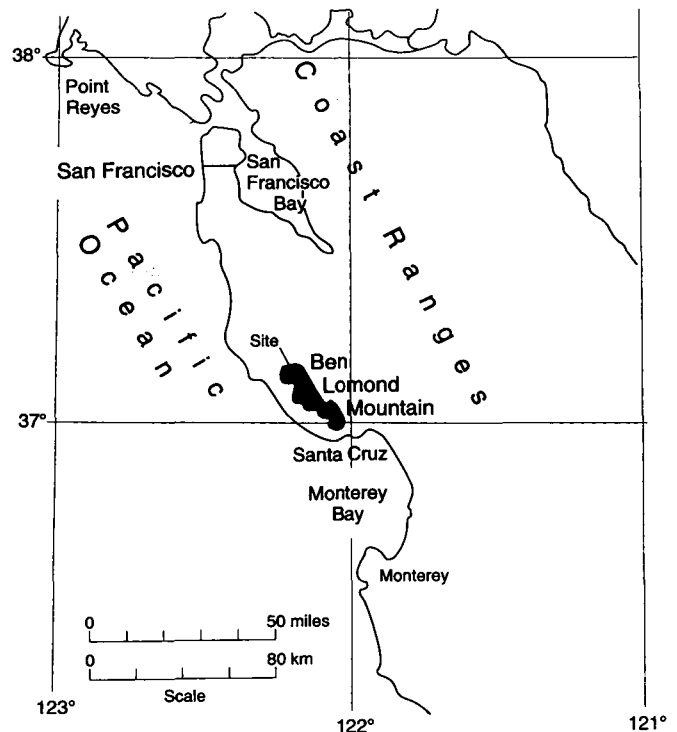 38°
Point
Reyes
Coast Ranges
San Francisco
San
Francisco
Bay
Pacific
Ocean
Site
Ben
Lomond
Mountain
37°
Santa Cruz
Monterey
Bay
Monterey
0 50 miles
0 80 km
Scale
123°
122°
121°